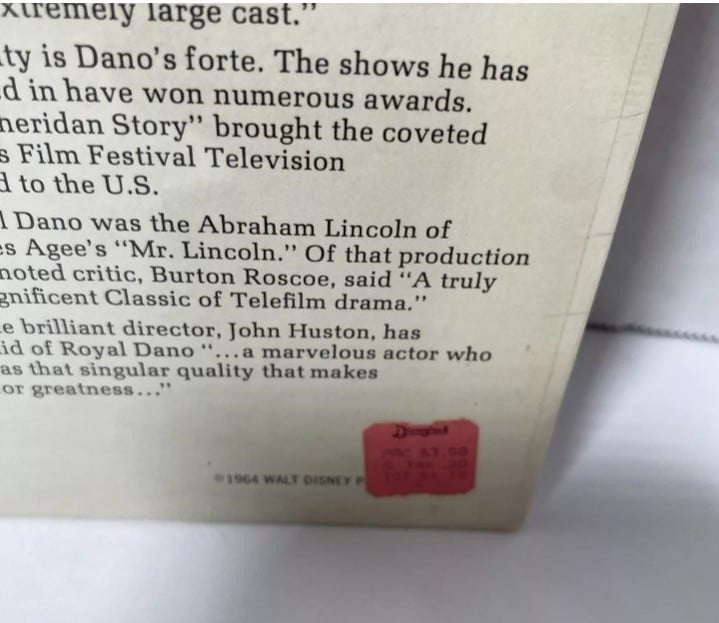 xtremely large cast."
ty is Dano's forte. The shows he has
d in have won numerous awards.
heridan Story" brought the coveted
s Film Festival Television
d to the U.S.
l Dano was the Abraham Lincoln of
es Agee's "Mr. Lincoln." Of that production
noted critic, Burton Roscoe, said "A truly
gnificent Classic of Telefilm drama."
e brilliant director, John Huston, has
id of Royal Dano "...a marvelous actor who
as that singular quality that makes
or greatness..."
©1964 WALT DISNEY P